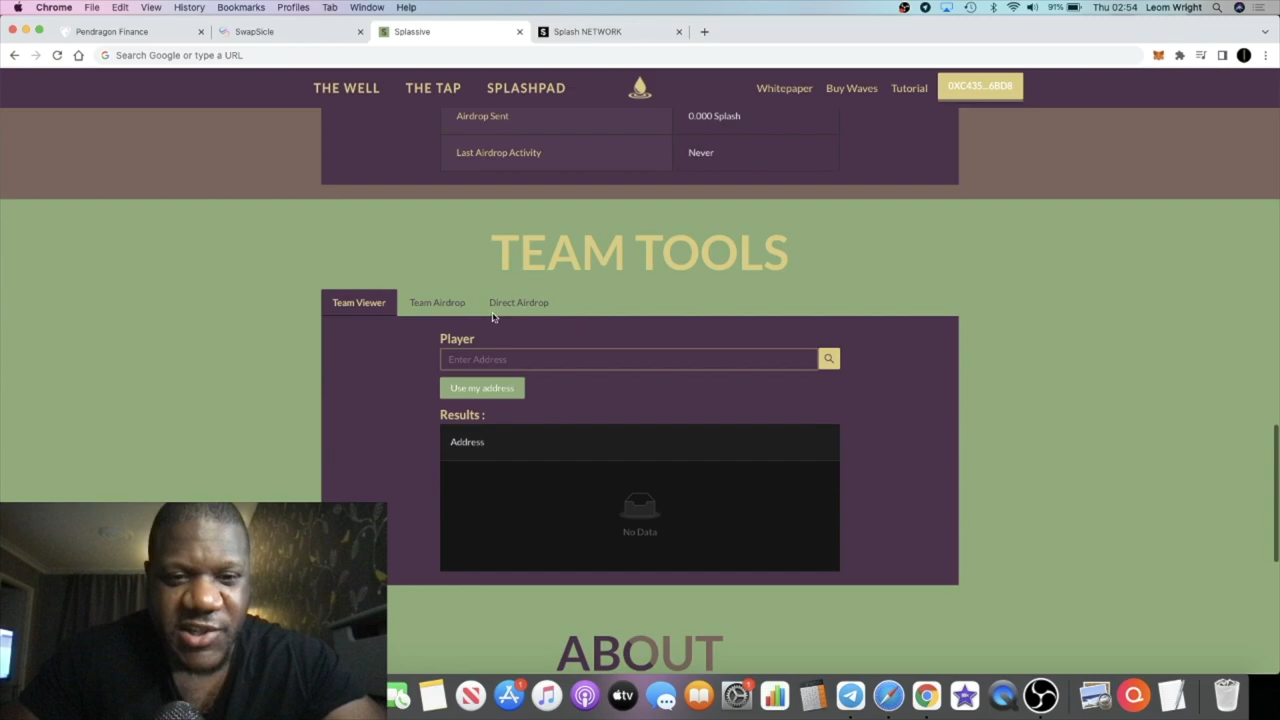 Chrome File Edit View History Bookmarks Profiles Tab Window Help 91% Thu 02:54 Leom Wright
Pendragon Finance SwapSicle Splassive Splash NETWORK
Search Google or type a URL
THE WELL THE TAP SPLASHPAD Whitepaper Buy Waves Tutorial 0XC435...6BD8
Airdrop Sent 0.000 Splash
Last Airdrop Activity Never
TEAM TOOLS
Team Viewer Team Airdrop Direct Airdrop
Player
Enter Address
Use my address
Results :
Address
No Data
ABOUT
tv